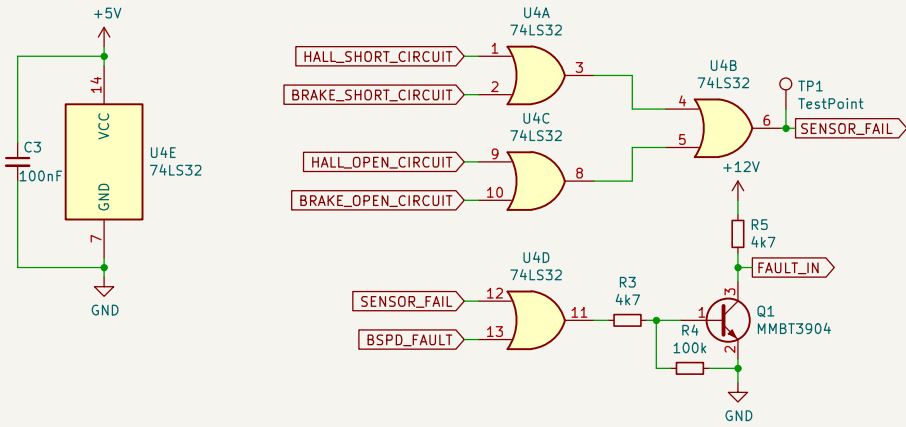 +5V
14
VCC
U4E
74LS32
GND
7
C3
100nF
GND
U4A
74LS32
HALL_SHORT_CIRCUIT
1
BRAKE_SHORT_CIRCUIT
2
3
U4C
74LS32
HALL_OPEN_CIRCUIT
9
BRAKE_OPEN_CIRCUIT
10
8
U4B
74LS32
4
5
6
TP1
TestPoint
SENSOR_FAIL
U4D
74LS32
SENSOR_FAIL
12
BSPD_FAULT
13
11
R3
4k7
R4
100k
+12V
R5
4k7
FAULT_IN
3
1
2
Q1
MMBT3904
GND